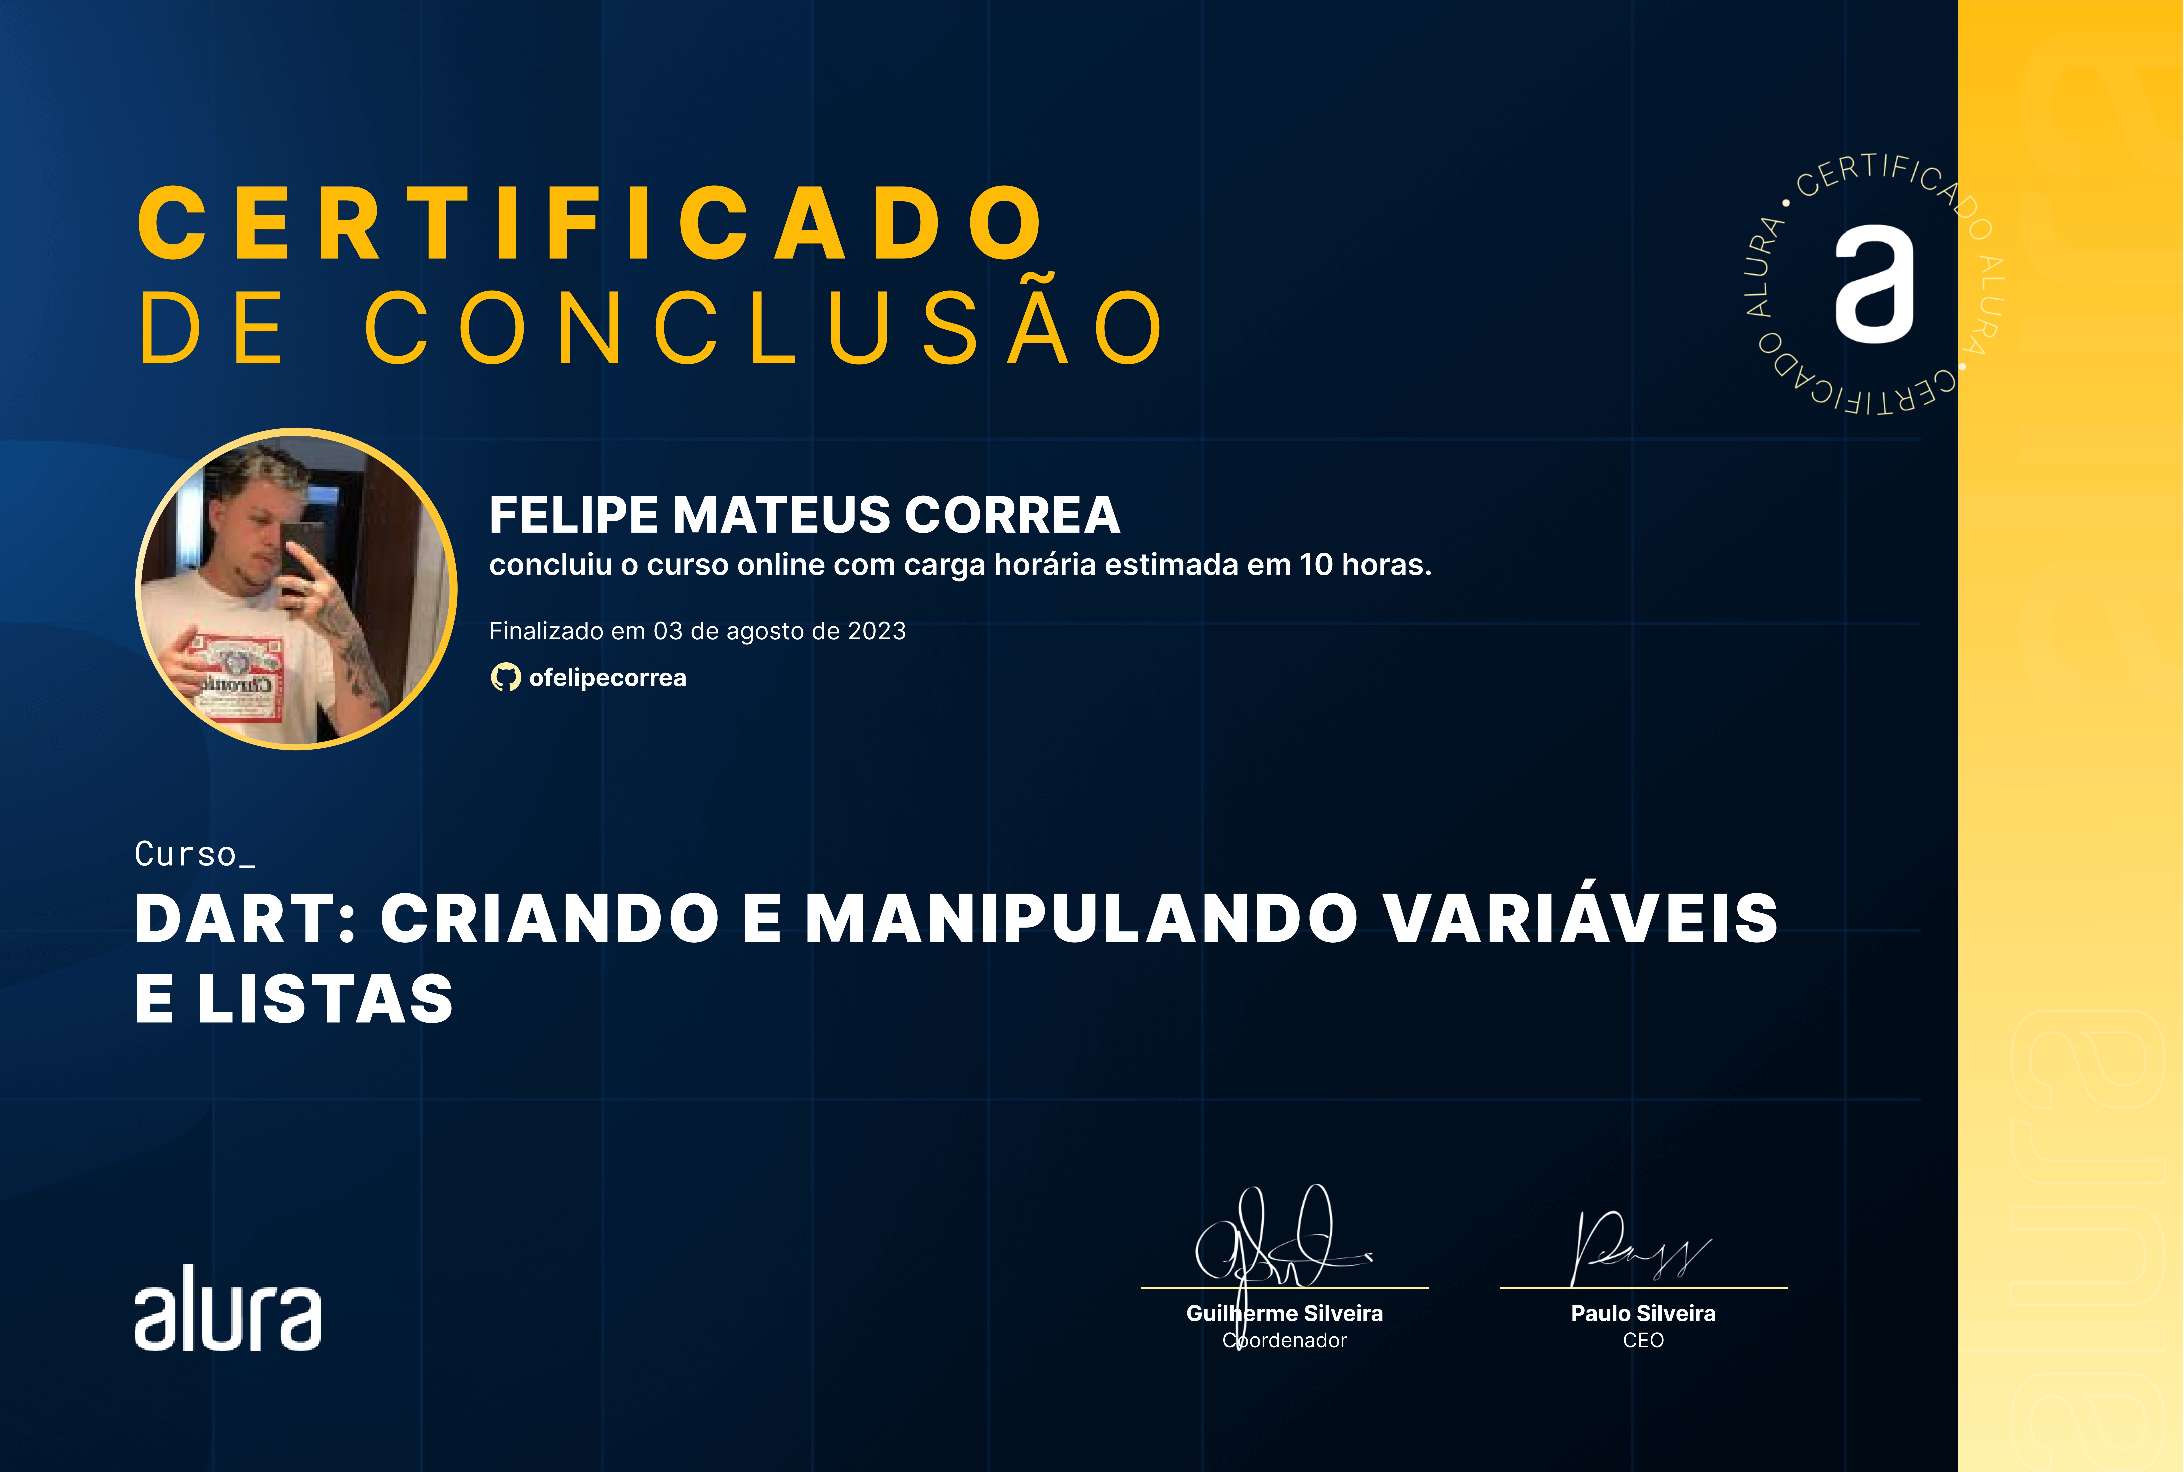 CERTIFICADO
DE CONCLUSÃO
CERTIFICADO ALURA • CERTIFICADO ALURA •
a
FELIPE MATEUS CORREA
concluiu o curso online com carga horária estimada em 10 horas.
Finalizado em 03 de agosto de 2023
ofelipecorrea
Curso_
DART: CRIANDO E MANIPULANDO VARIÁVEIS
E LISTAS
alura
Guilherme Silveira
Coordenador
Paulo Silveira
CEO
alura